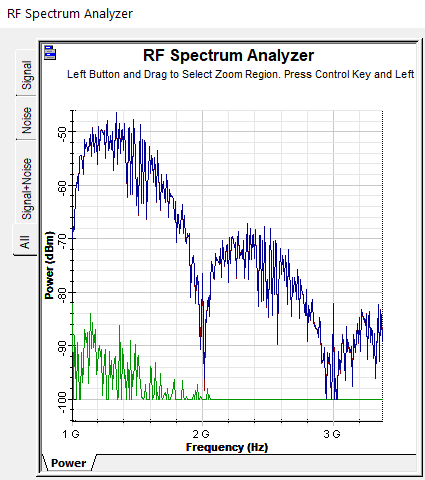 RF Spectrum Analyzer
RF Spectrum Analyzer
Left Button and Drag to Select Zoom Region. Press Control Key and Left
Signal
Noise
Signal+Noise
All
Power (dBm)
-50
-60
-70
-80
-90
-100
1 G
2 G
3 G
Frequency (Hz)
Power